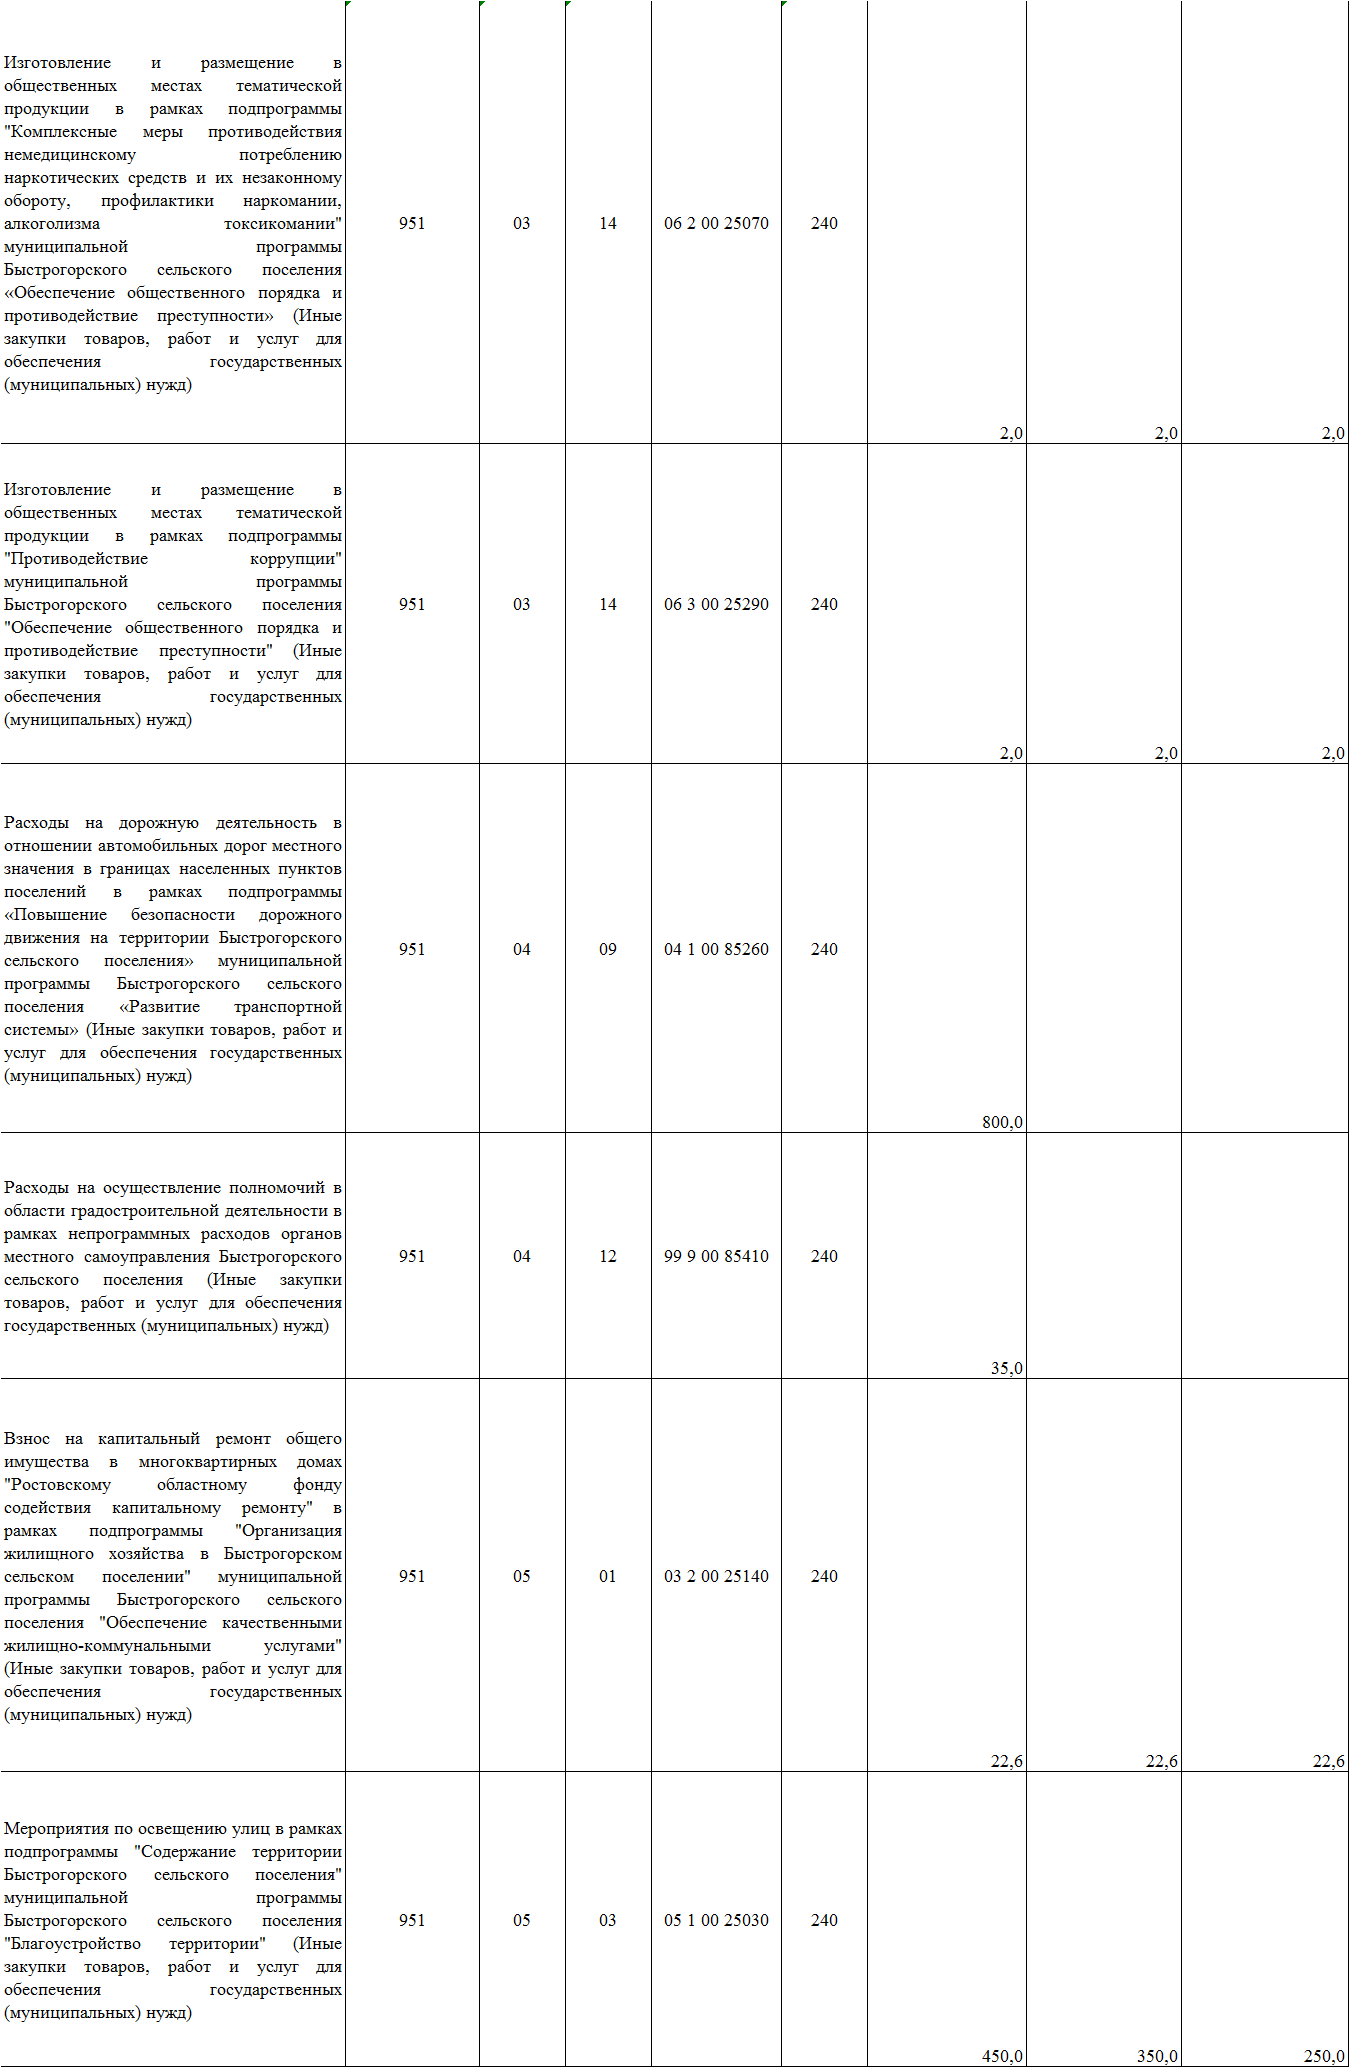 Изготовление и размещение в
общественных местах тематической
продукции в рамках подпрограммы
"Комплексные меры противодействия
немедицинскому потреблению
наркотических средств и их незаконному
обороту, профилактики наркомании,
алкоголизма токсикомании"
муниципальной программы
Быстрогорского сельского поселения
«Обеспечение общественного порядка и
противодействие преступности» (Иные
закупки товаров, работ и услуг для
обеспечения государственных
(муниципальных) нужд)
951 03 14 06 2 00 25070 240
2,0 2,0 2,0
Изготовление и размещение в
общественных местах тематической
продукции в рамках подпрограммы
"Противодействие коррупции"
муниципальной программы
Быстрогорского сельского поселения
"Обеспечение общественного порядка и
противодействие преступности" (Иные
закупки товаров, работ и услуг для
обеспечения государственных
(муниципальных) нужд)
951 03 14 06 3 00 25290 240
2,0 2,0 2,0
Расходы на дорожную деятельность в
отношении автомобильных дорог местного
значения в границах населенных пунктов
поселений в рамках подпрограммы
«Повышение безопасности дорожного
движения на территории Быстрогорского
сельского поселения» муниципальной
программы Быстрогорского сельского
поселения «Развитие транспортной
системы» (Иные закупки товаров, работ и
услуг для обеспечения государственных
(муниципальных) нужд)
951 04 09 04 1 00 85260 240
800,0
Расходы на осуществление полномочий в
области градостроительной деятельности в
рамках непрограммных расходов органов
местного самоуправления Быстрогорского
сельского поселения (Иные закупки
товаров, работ и услуг для обеспечения
государственных (муниципальных) нужд)
951 04 12 99 9 00 85410 240
35,0
Взнос на капитальный ремонт общего
имущества в многоквартирных домах
"Ростовскому областному фонду
содействия капитальному ремонту" в
рамках подпрограммы "Организация
жилищного хозяйства в Быстрогорском
сельском поселении" муниципальной
программы Быстрогорского сельского
поселения "Обеспечение качественными
жилищно-коммунальными услугами"
(Иные закупки товаров, работ и услуг для
обеспечения государственных
(муниципальных) нужд)
951 05 01 03 2 00 25140 240
22,6 22,6 22,6
Мероприятия по освещению улиц в рамках
подпрограммы "Содержание территории
Быстрогорского сельского поселения"
муниципальной программы
Быстрогорского сельского поселения
"Благоустройство территории" (Иные
закупки товаров, работ и услуг для
обеспечения государственных
(муниципальных) нужд)
951 05 03 05 1 00 25030 240
450,0 350,0 250,0